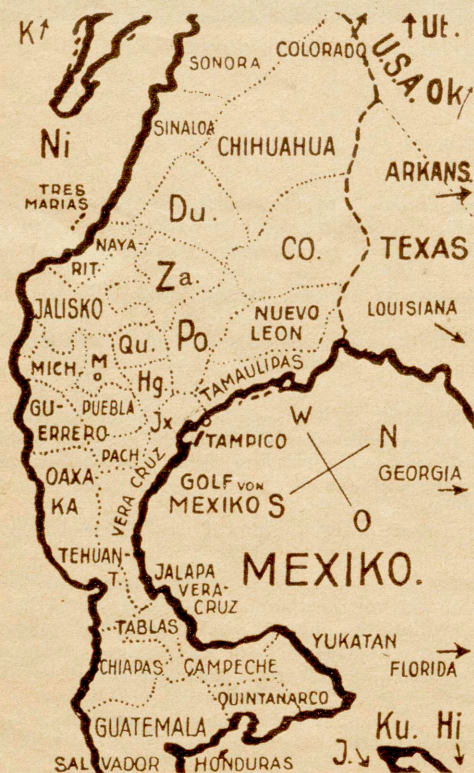 K
Ut.
COLORADO
U.S.A.
SONORA
Ok
SINALOA
CHIHUAHUA
Ni
ARKANS.
TRES
MARIAS
Du.
NAYA-
RIT
CO.
TEXAS
Za.
JALISKO
NUEVO
LEON
LOUISIANA
Qu.
Po.
MICH.
M
Hg.
TAMAULIPAS
GU-
ERRERO
PUEBLA
Jx
W
N
TAMPICO
PACH.
OAXA-
KA
VERA CRUZ
GOLF VON
MEXIKO
S
GEORGIA
O
TEHUAN-
T.
JALAPA
VERA-
CRUZ
MEXIKO.
TABLAS
YUKATAN
CHIAPAS
CAMPECHE
FLORIDA
QUINTANARCO
GUATEMALA
Ku.
Hi
J.
SALVADOR
HONDURAS